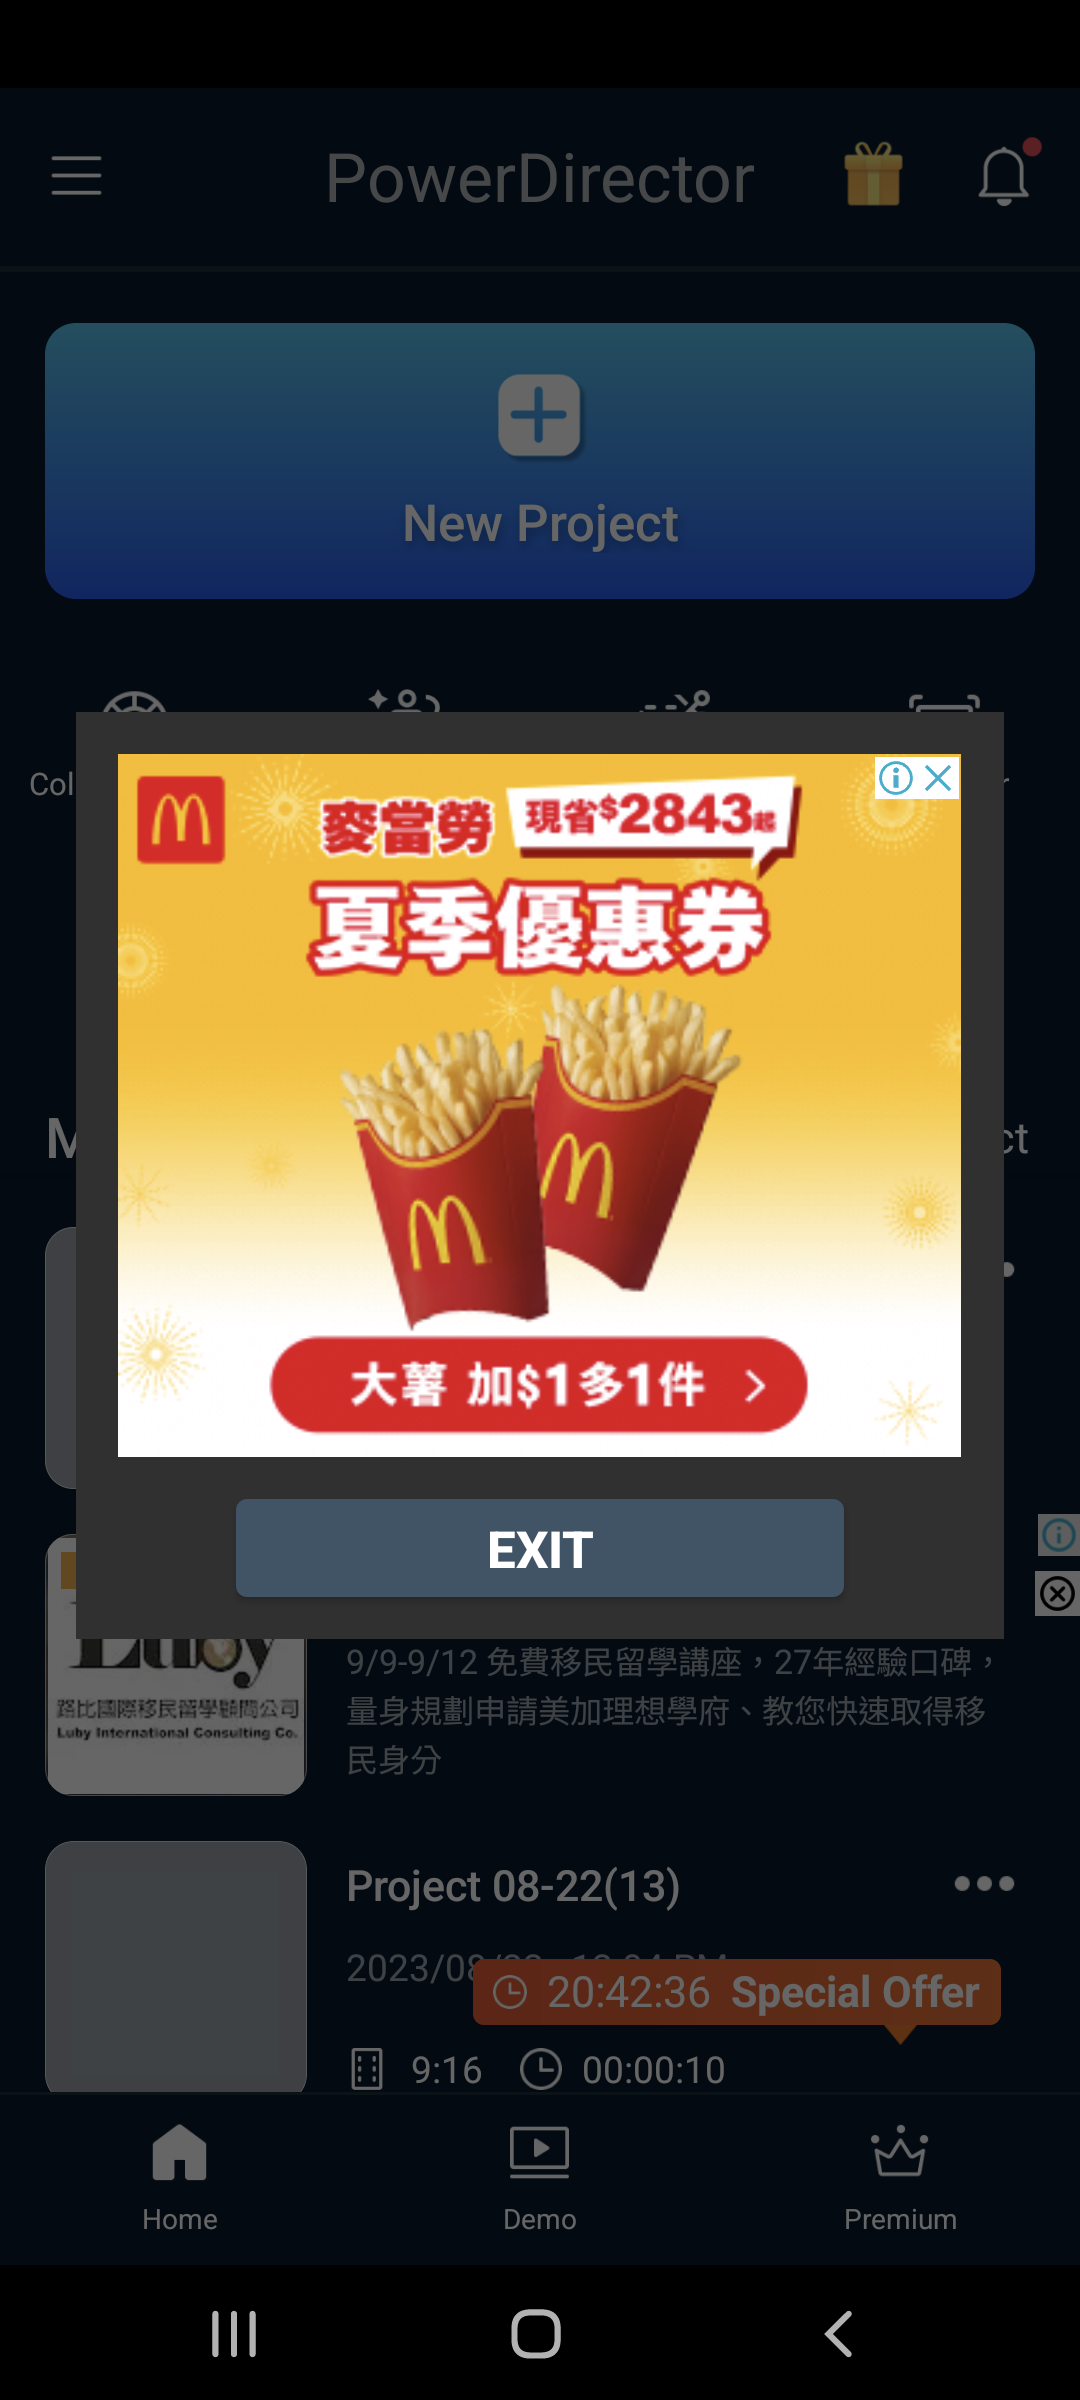 PowerDirector
New Project
Col
麥當勞 現省$2843起
夏季優惠券
大薯 加$1多1件
M
ct
EXIT
Luby
路比國際移民留學顧問公司
Luby International Consulting Co.
9/9-9/12 免費移民留學講座，27年經驗口碑，
量身規劃申請美加理想學府、教您快速取得移
民身分
Project 08-22(13)
2023/08
20:42:36 Special Offer
9:16 00:00:10
Home Demo Premium